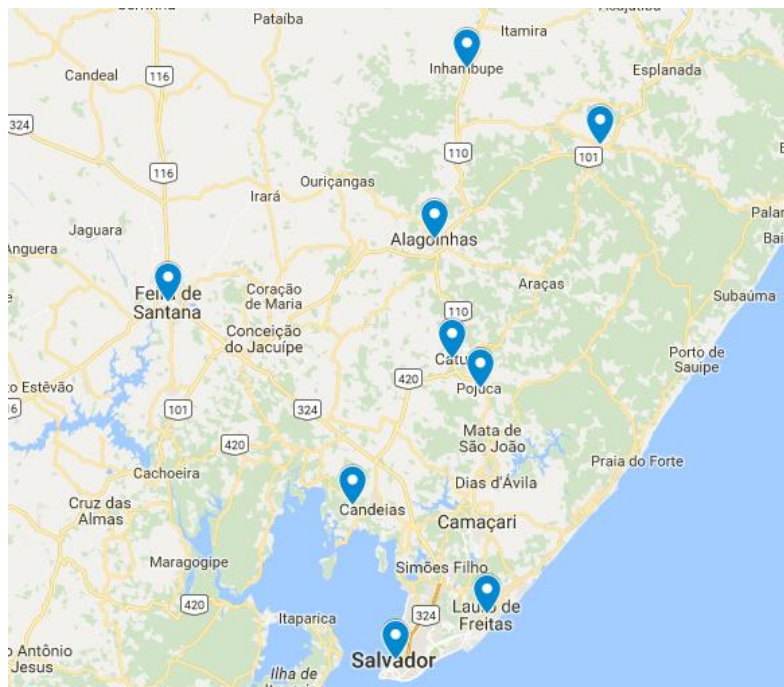 Pataíba
Itamira
Inhambupe
Candeal
116
Esplanada
324
110
101
116
Ouriçangas
Irará
Jaguara
Alagoinhas
Anguera
Feira de
Santana
Coração
de Maria
Araças
Subaúma
110
Conceição
do Jacuípe
Catu
Porto de
Sauipe
420
Pojuca
to Estêvão
101
324
Mata de
São João
420
Praia do Forte
Cachoeira
Dias d'Ávila
Cruz das
Almas
Candeias
Camaçari
Maragogipe
Simões Filho
420
Itaparica
324
Lauro de
Freitas
o Antônio
Jesus
Salvador
Ilha de